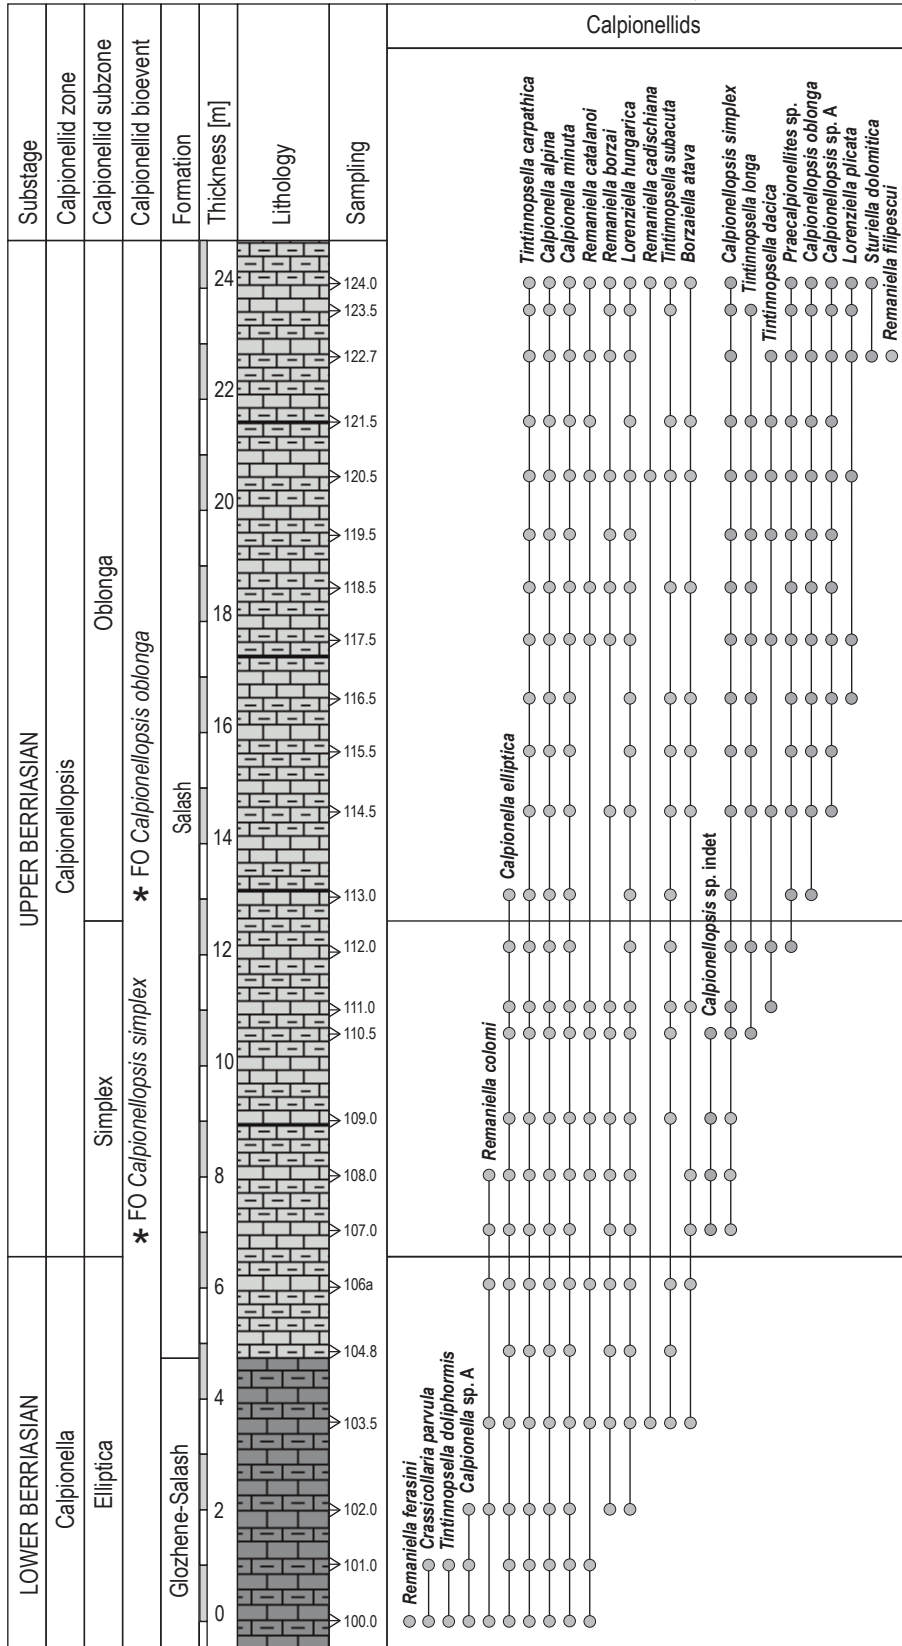 Calpionellids
Substage
Calpionellid zone
Calpionellid subzone
Calpionellid bioevent
Formation
Thickness [m]
Lithology
Sampling
Tintinnopsella carpathica
Calpionella alpina
Calpionella minuta
Remaniella catalanoi
Remaniella borzai
Lorenziella hungarica
Remaniella cadischiana
Tintinnopsella subacuta
Borzaiella atava
Calpionellopsis simplex
Tintinnopsella longa
Tintinnopsella dacica
Praecalpionellites sp.
Calpionellopsis oblonga
Calpionellopsis sp. A
Lorenziella plicata
Sturiella dolomitica
Remaniella filipescui
UPPER BERRIASIAN
Calpionellopsis
Oblonga
* FO Calpionellopsis oblonga
Salash
24
22
20
18
16
14
12
10
8
6
4
2
0
124.0
123.5
122.7
121.5
120.5
119.5
118.5
117.5
116.5
115.5
114.5
113.0
112.0
111.0
110.5
109.0
108.0
107.0
106a
104.8
103.5
102.0
101.0
100.0
Calpionella elliptica
Calpionellopsis sp. indet
Simplex
* FO Calpionellopsis simplex
Remaniella colomi
LOWER BERRIASIAN
Calpionella
Elliptica
Glozhene-Salash
Remaniella ferasini
Crassicollaria parvula
Tintinnopsella doliphormis
Calpionella sp. A